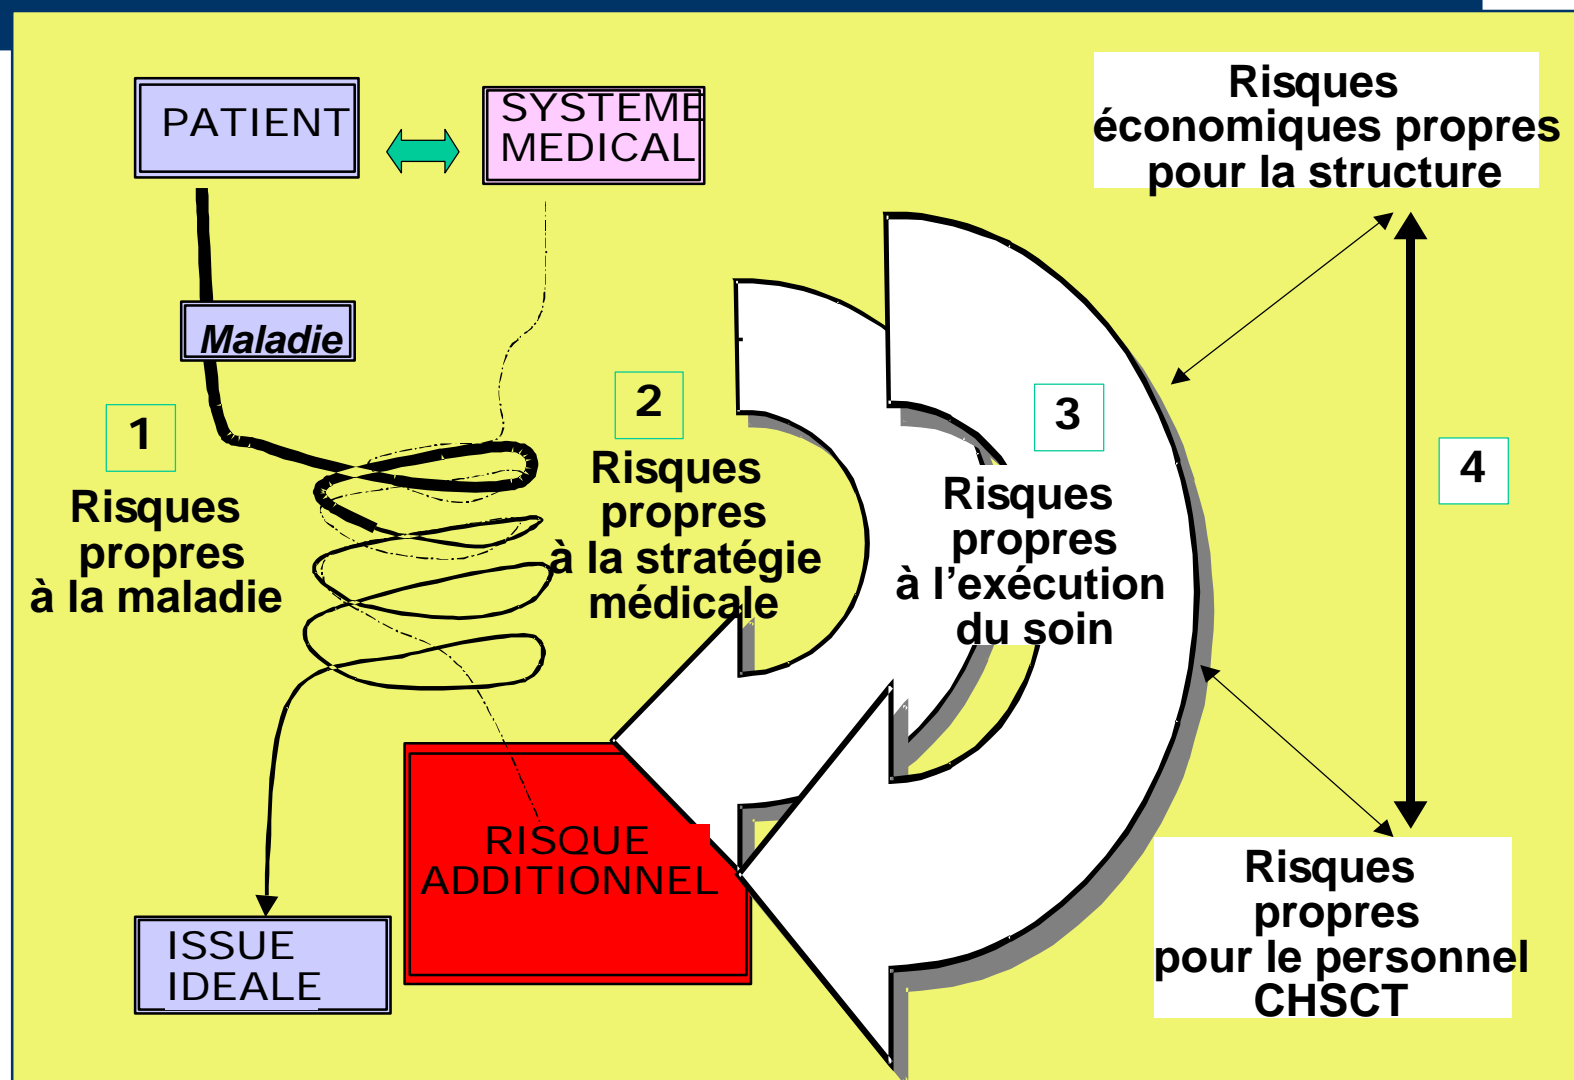 PATIENT
SYSTEME
MEDICAL
Risques
économiques propres
pour la structure
Maladie
1
Risques
propres
à la maladie
2
Risques
propres
à la stratégie
médicale
3
Risques
propres
à l’exécution
du soin
4
RISQUE
ADDITIONNEL
ISSUE
IDEALE
Risques
propres
pour le personnel
CHSCT